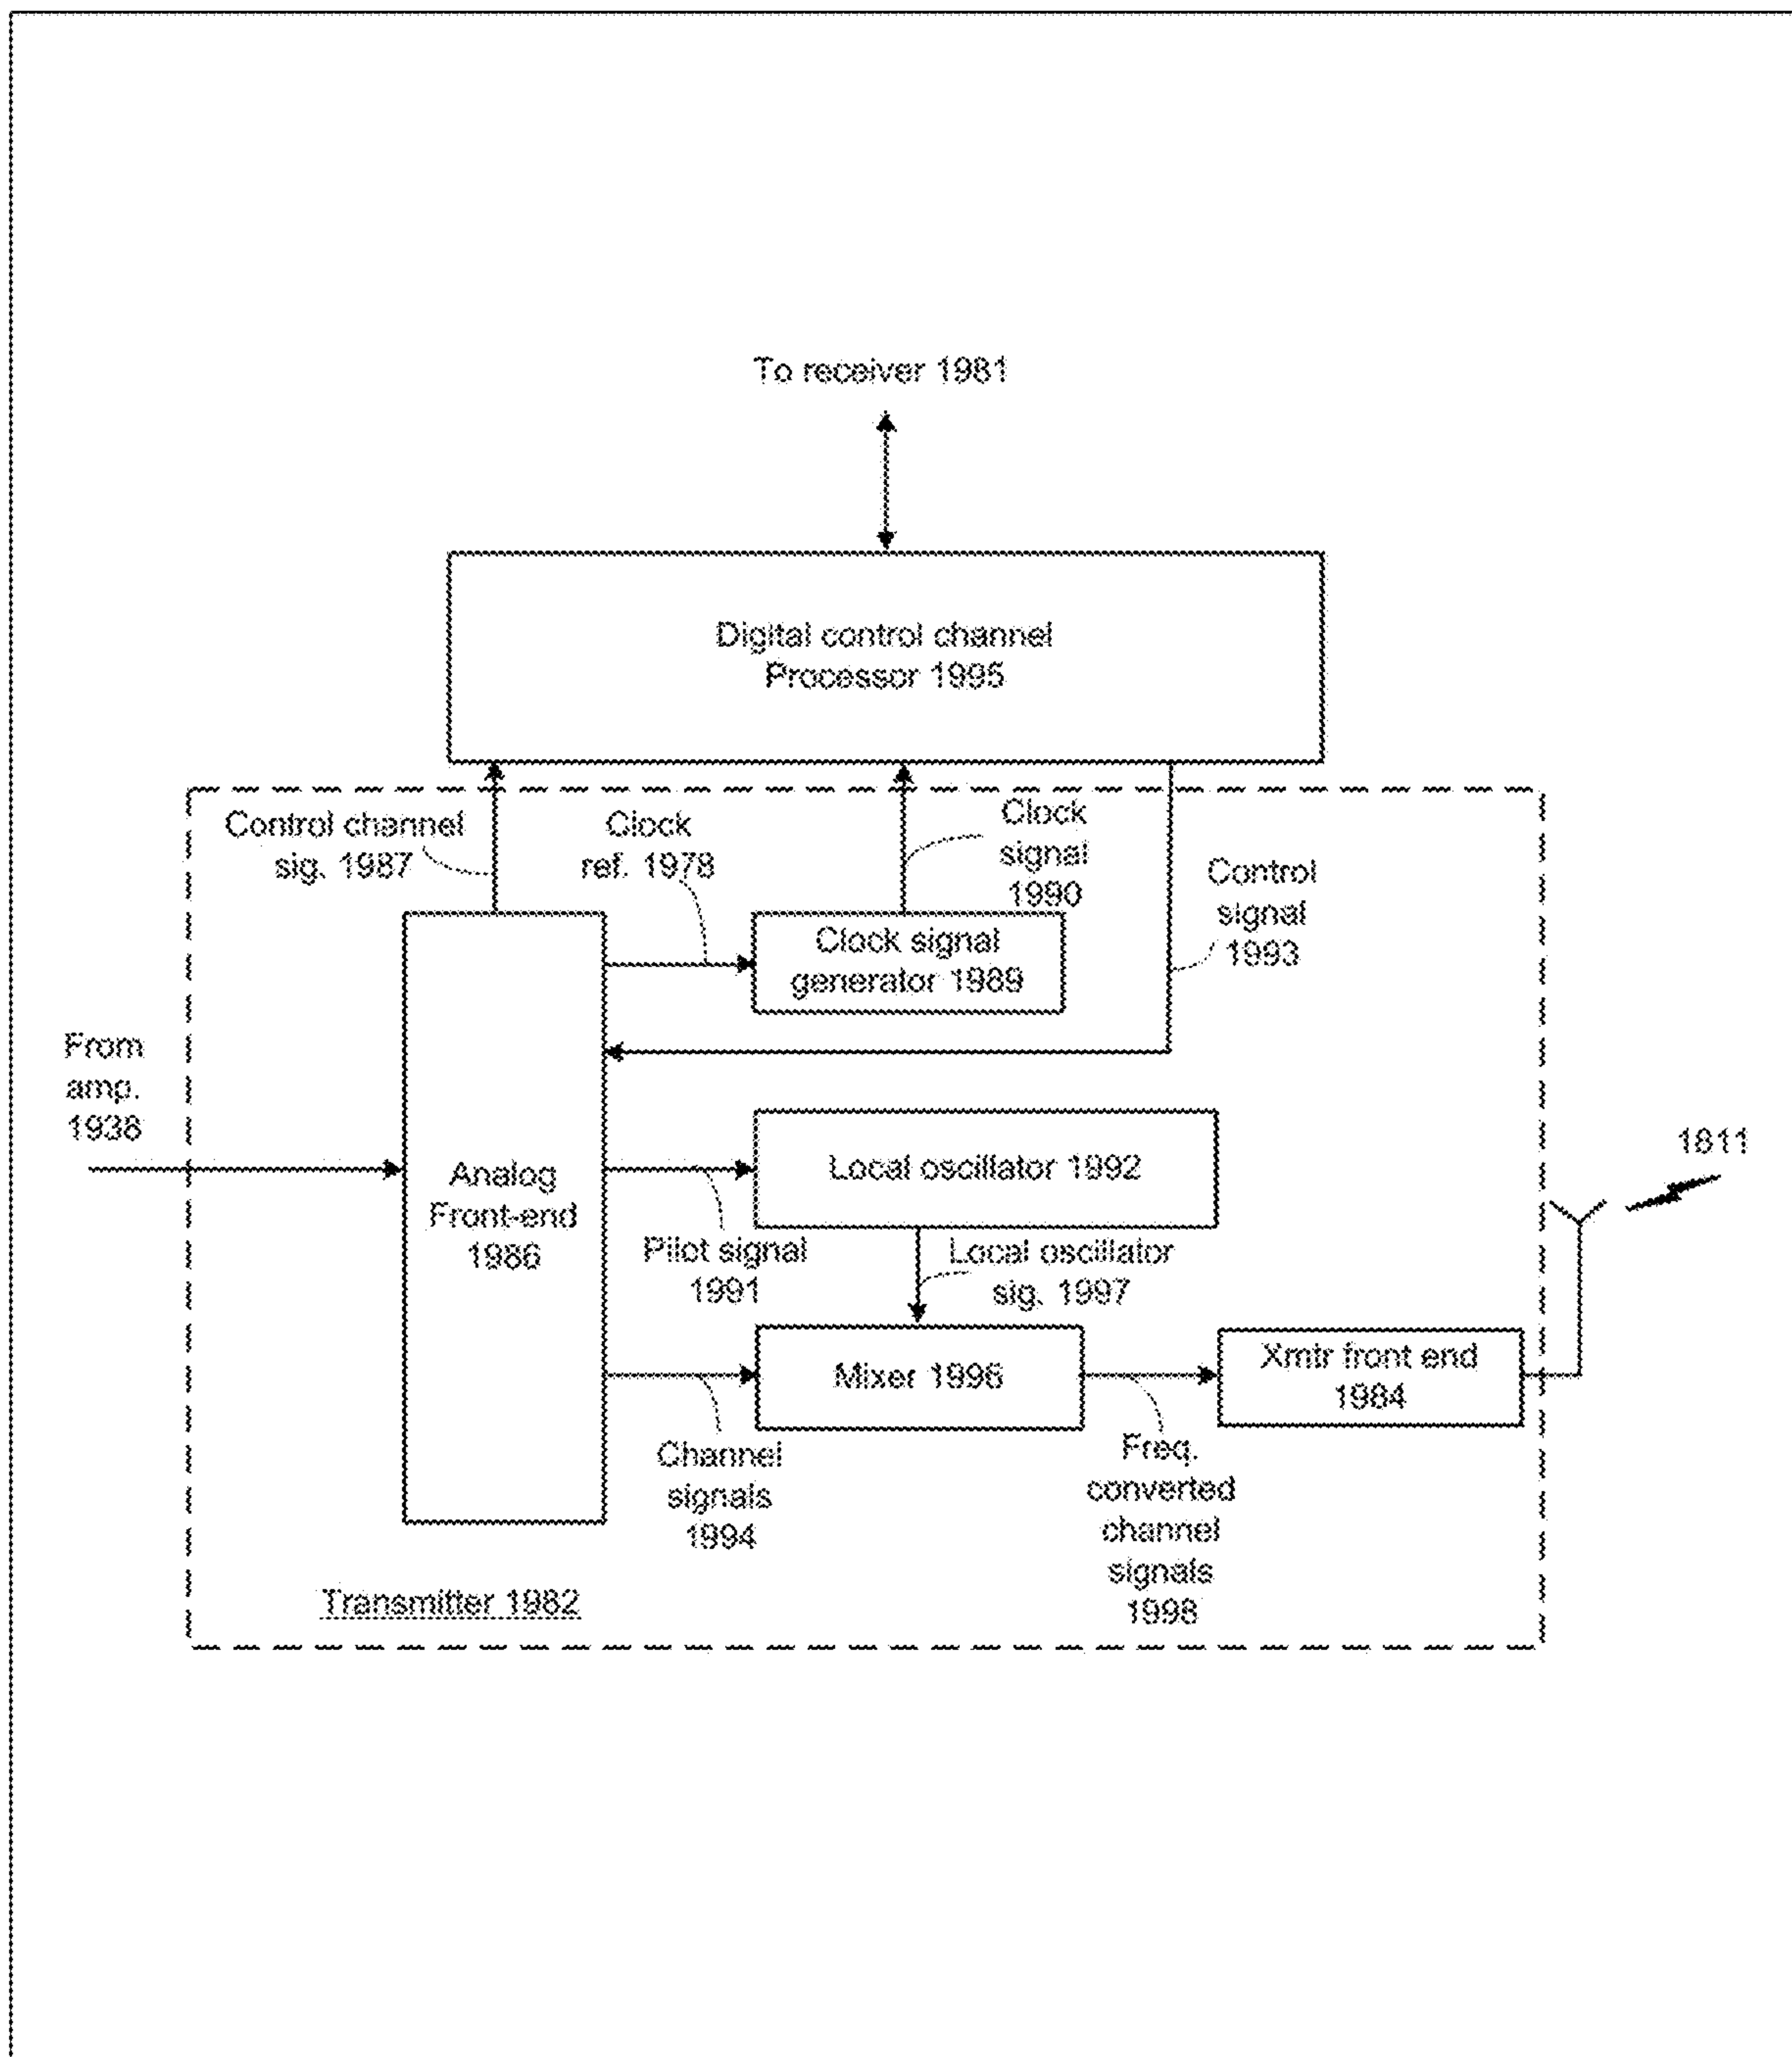 To receiver 1981
Digital control channel
Processor 1995
Control channel
sig. 1987
Clock
ref. 1978
Clock
signal
1990
Control
signal
1993
Clock signal
generator 1989
From
amp.
1938
Analog
Front-end
1986
Local oscillator 1992
1811
Pilot signal
1991
Local oscillator
sig. 1997
Mixer 1996
Xmtr front end
1984
Channel
signals
1994
Freq.
converted
channel
signals
1998
Transmitter 1982